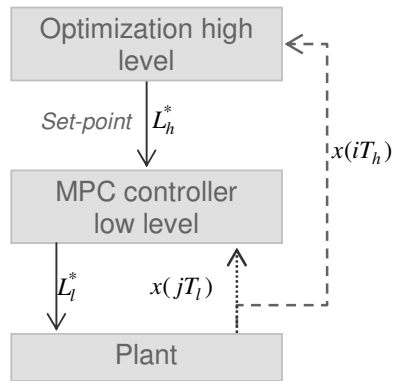 Optimization high
level
Set-point L*h
x(iTh)
MPC controller
low level
L*l x(jTl)
Plant